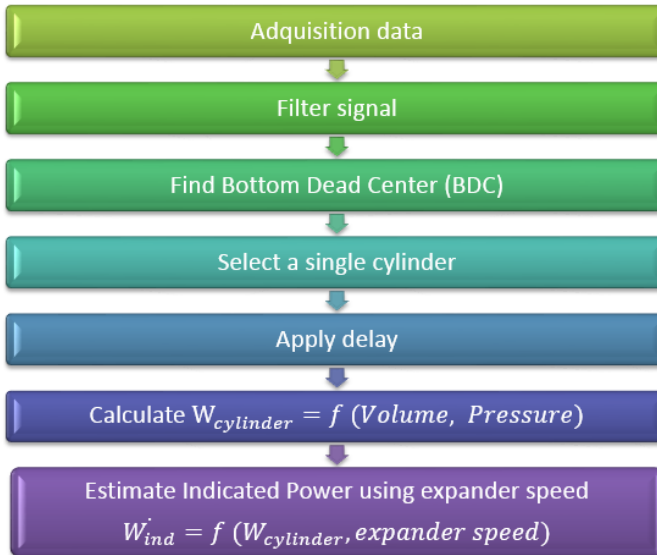 Adquisition data
Filter signal
Find Bottom Dead Center (BDC)
Select a single cylinder
Apply delay
Calculate W_cylinder = f (Volume, Pressure)
Estimate Indicated Power using expander speed
Ẇ_ind = f (W_cylinder, expander speed)